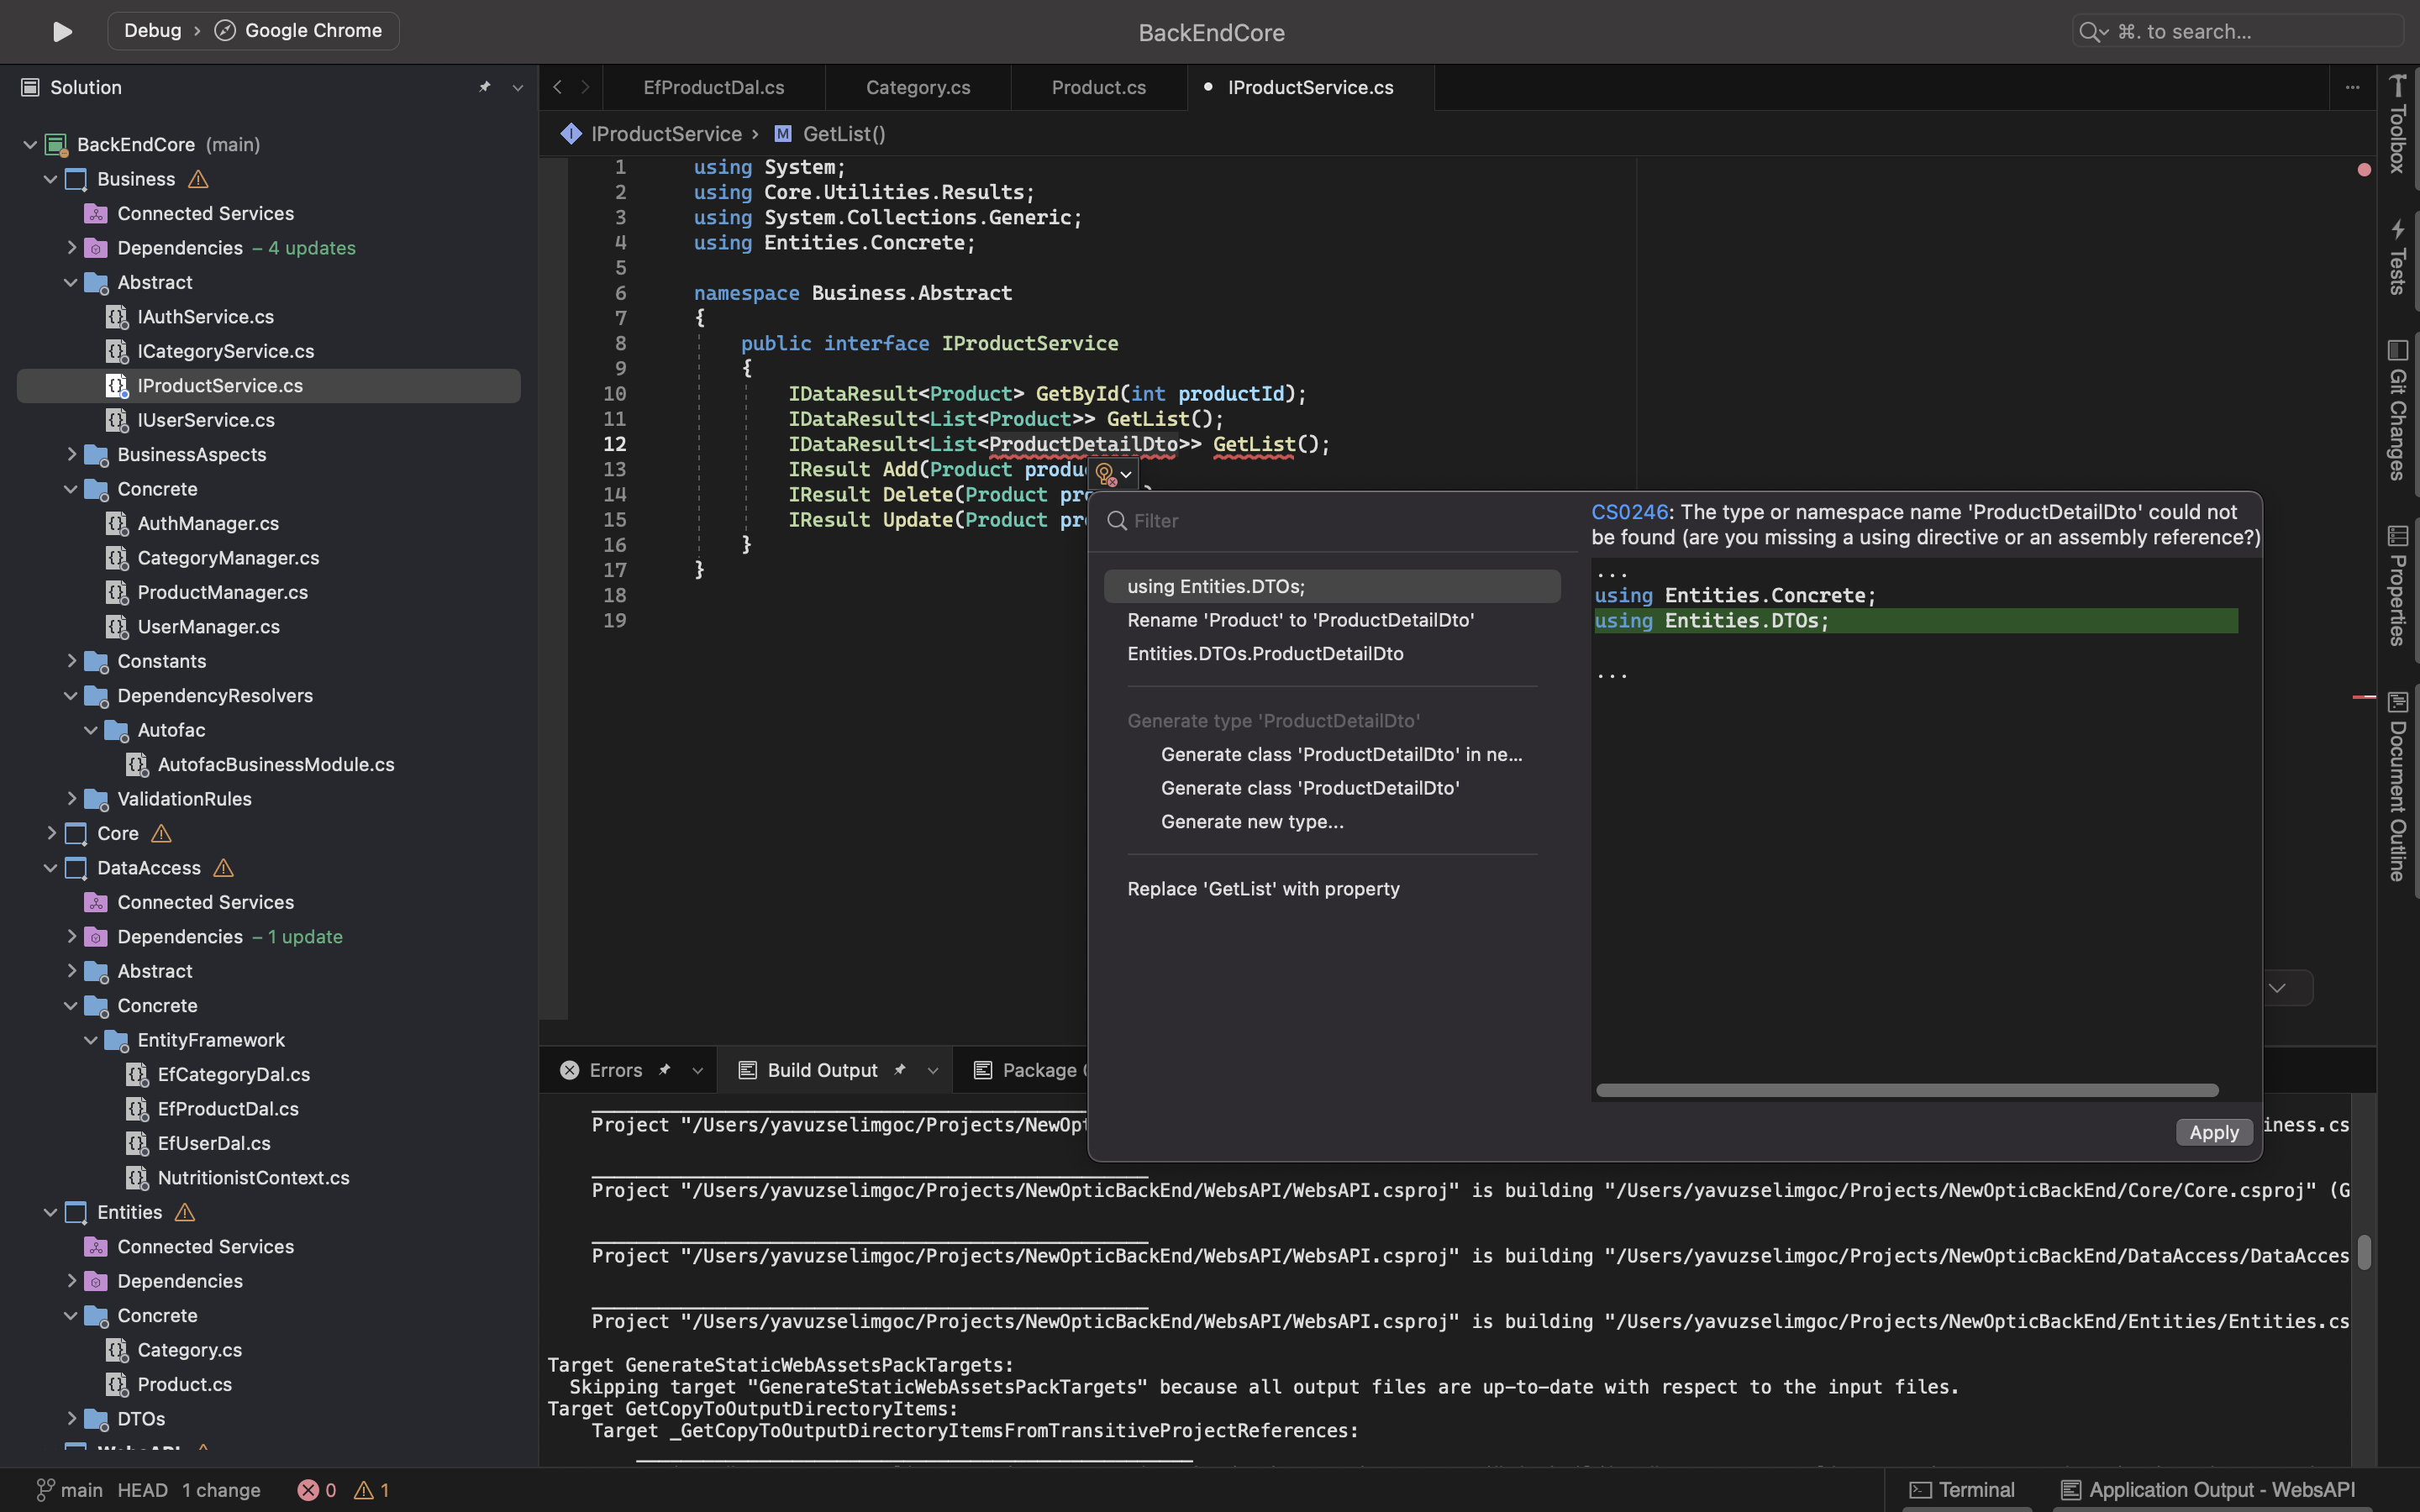 Debug › Google Chrome
BackEndCore
⌘. to search...
Solution
BackEndCore (main)
Business
Connected Services
Dependencies – 4 updates
Abstract
IAuthService.cs
ICategoryService.cs
IProductService.cs
IUserService.cs
BusinessAspects
Concrete
AuthManager.cs
CategoryManager.cs
ProductManager.cs
UserManager.cs
Constants
DependencyResolvers
Autofac
AutofacBusinessModule.cs
ValidationRules
Core
DataAccess
Connected Services
Dependencies – 1 update
Abstract
Concrete
EntityFramework
EfCategoryDal.cs
EfProductDal.cs
EfUserDal.cs
NutritionistContext.cs
Entities
Connected Services
Dependencies
Concrete
Category.cs
Product.cs
DTOs
EfProductDal.cs
Category.cs
Product.cs
IProductService.cs
IProductService › M GetList()
1 using System;
2 using Core.Utilities.Results;
3 using System.Collections.Generic;
4 using Entities.Concrete;
5
6 namespace Business.Abstract
7 {
8 public interface IProductService
9 {
10 IDataResult<Product> GetById(int productId);
11 IDataResult<List<Product>> GetList();
12 IDataResult<List<ProductDetailDto>> GetList();
13 IResult Add(Product produ
14 IResult Delete(Product pr
15 IResult Update(Product pr
16 }
17 }
18
19
Filter
using Entities.DTOs;
Rename 'Product' to 'ProductDetailDto'
Entities.DTOs.ProductDetailDto
Generate type 'ProductDetailDto'
Generate class 'ProductDetailDto' in ne...
Generate class 'ProductDetailDto'
Generate new type...
Replace 'GetList' with property
CS0246: The type or namespace name 'ProductDetailDto' could not
be found (are you missing a using directive or an assembly reference?)
...
using Entities.Concrete;
using Entities.DTOs;
...
Apply
Toolbox
Tests
Git Changes
Properties
Document Outline
Errors
Build Output
Package
Project "/Users/yavuzselimgoc/Projects/NewOpt
iness.cs
Project "/Users/yavuzselimgoc/Projects/NewOpticBackEnd/WebsAPI/WebsAPI.csproj" is building "/Users/yavuzselimgoc/Projects/NewOpticBackEnd/Core/Core.csproj" (G
Project "/Users/yavuzselimgoc/Projects/NewOpticBackEnd/WebsAPI/WebsAPI.csproj" is building "/Users/yavuzselimgoc/Projects/NewOpticBackEnd/DataAccess/DataAcces
Project "/Users/yavuzselimgoc/Projects/NewOpticBackEnd/WebsAPI/WebsAPI.csproj" is building "/Users/yavuzselimgoc/Projects/NewOpticBackEnd/Entities/Entities.cs
Target GenerateStaticWebAssetsPackTargets:
Skipping target "GenerateStaticWebAssetsPackTargets" because all output files are up-to-date with respect to the input files.
Target GetCopyToOutputDirectoryItems:
Target _GetCopyToOutputDirectoryItemsFromTransitiveProjectReferences:
main HEAD 1 change 0 1
Terminal
Application Output - WebsAPI